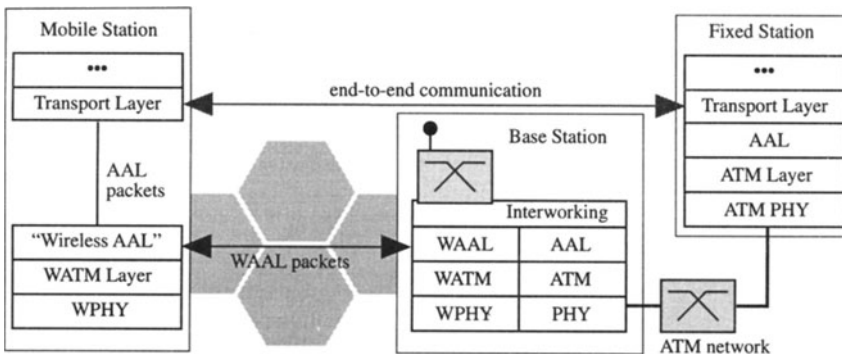 Mobile Station
•••
Transport Layer
AAL
packets
"Wireless AAL"
WATM Layer
WPHY
end-to-end communication
WAAL packets
Base Station
Interworking
WAAL AAL
WATM ATM
WPHY PHY
Fixed Station
•••
Transport Layer
AAL
ATM Layer
ATM PHY
ATM network